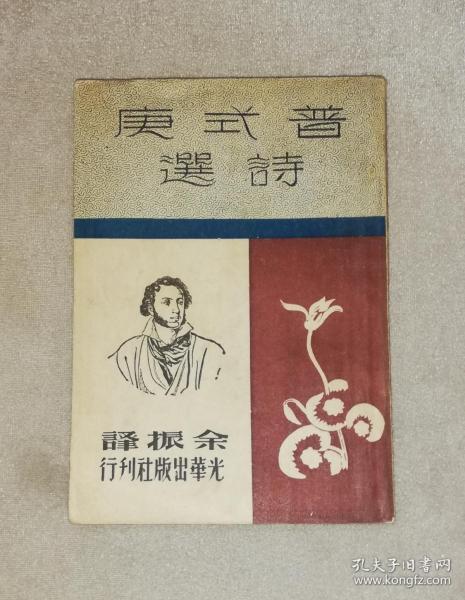 普式庚
詩選
余振譯
光華出版社刊行
孔夫子旧书网
www.kongfz.com